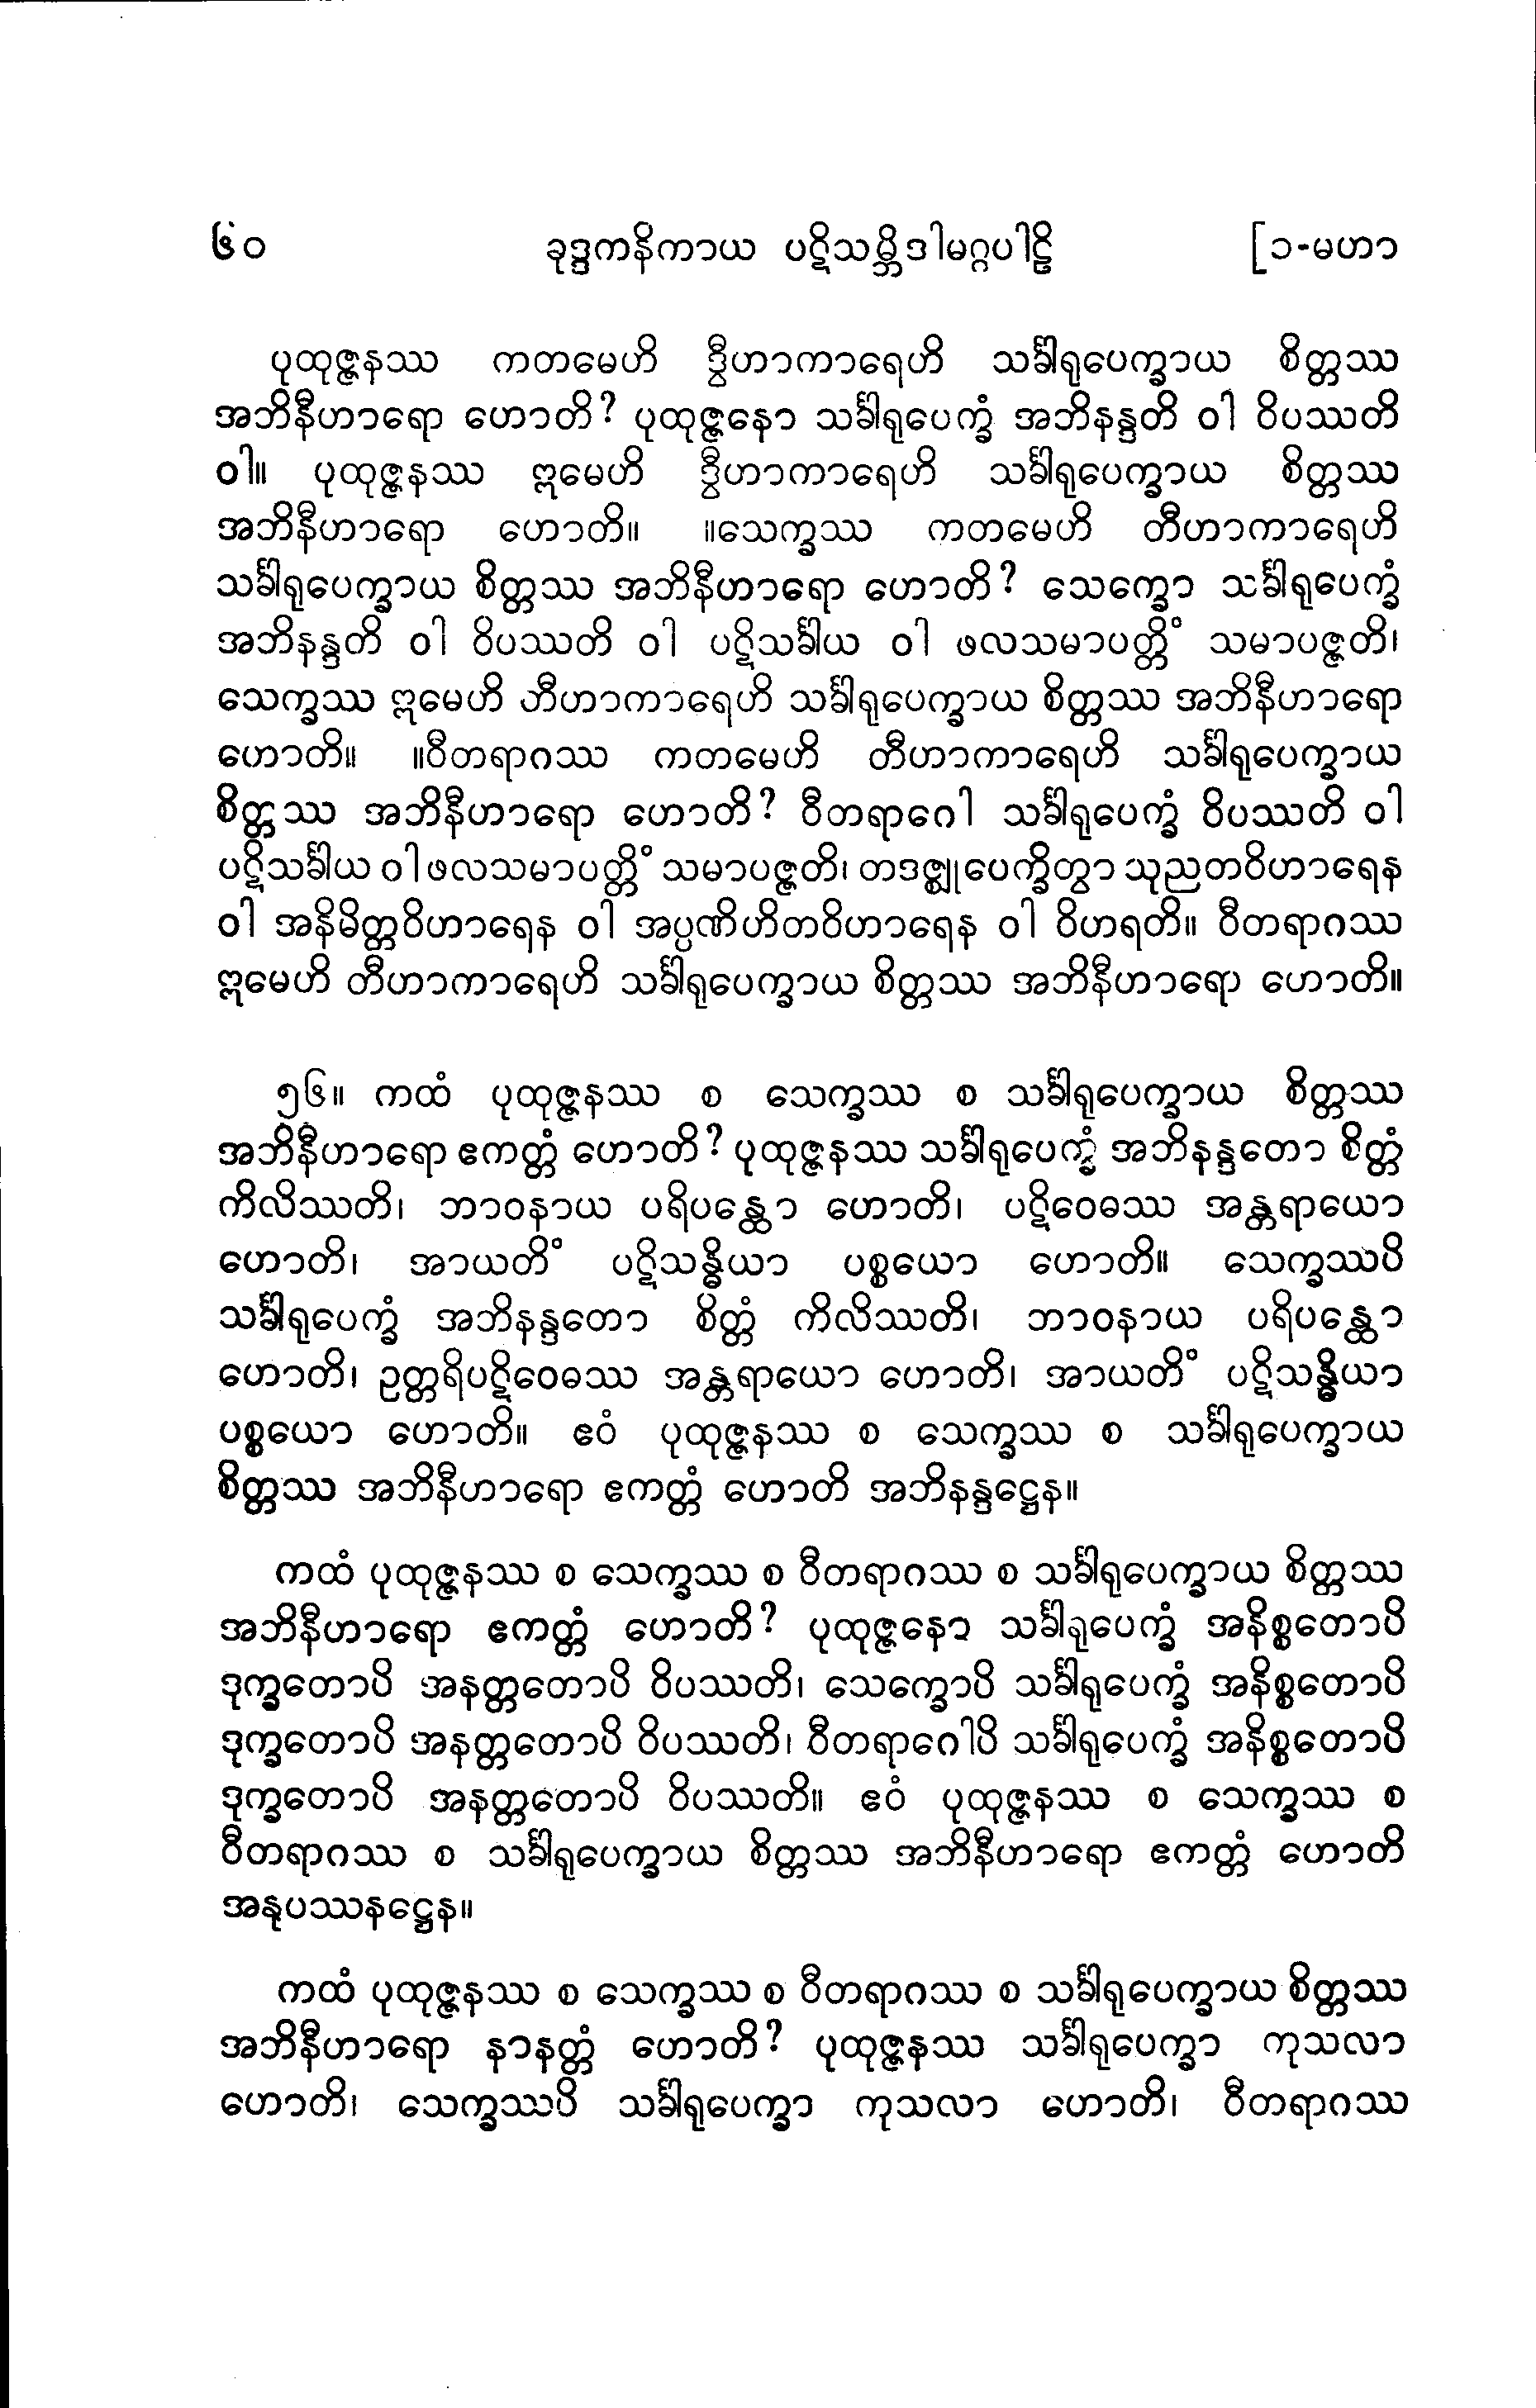 ၆၀ ခုဒ္ဒကနိကာယ ပဋိသမ္ဘိဒါမဂ္ဂပါဠိ [၁-မဟာ
ပုထုဇ္ဇနဿ ကတမေဟိ ဒွီဟာကာရေဟိ သင်္ခါရုပေက္ခာယ စိတ္တဿ
အဘိနီဟာရော ဟောတိ? ပုထုဇ္ဇနော သင်္ခါရုပေက္ခံ အဘိနန္ဒတိ ဝါ ဝိပဿတိ
ဝါ။ ပုထုဇ္ဇနဿ ဣမေဟိ ဒွီဟာကာရေဟိ သင်္ခါရုပေက္ခာယ စိတ္တဿ
အဘိနီဟာရော ဟောတိ။ ။သေက္ခဿ ကတမေဟိ တီဟာကာရေဟိ
သင်္ခါရုပေက္ခာယ စိတ္တဿ အဘိနီဟာရော ဟောတိ? သေက္ခော သင်္ခါရုပေက္ခံ
အဘိနန္ဒတိ ဝါ ဝိပဿတိ ဝါ ပဋိသင်္ခါယ ဝါ ဖလသမာပတ္တိံ သမာပဇ္ဇတိ၊
သေက္ခဿ ဣမေဟိ တီဟာကာရေဟိ သင်္ခါရုပေက္ခာယ စိတ္တဿ အဘိနီဟာရော
ဟောတိ။ ။ဝီတရာဂဿ ကတမေဟိ တီဟာကာရေဟိ သင်္ခါရုပေက္ခာယ
စိတ္တဿ အဘိနီဟာရော ဟောတိ? ဝီတရာဂေါ သင်္ခါရုပေက္ခံ ဝိပဿတိ ဝါ
ပဋိသင်္ခါယ ဝါ ဖလသမာပတ္တိံ သမာပဇ္ဇတိ၊ တဒဇ္ဈုပေက္ခိတွာ သုညတဝိဟာရေန
ဝါ အနိမိတ္တဝိဟာရေန ဝါ အပ္ပဏိဟိတဝိဟာရေန ဝါ ဝိဟရတိ။ ဝီတရာဂဿ
ဣမေဟိ တီဟာကာရေဟိ သင်္ခါရုပေက္ခာယ စိတ္တဿ အဘိနီဟာရော ဟောတိ။
၅၆။ ကထံ ပုထုဇ္ဇနဿ စ သေက္ခဿ စ သင်္ခါရုပေက္ခာယ စိတ္တဿ
အဘိနီဟာရော ဧကတ္တံ ဟောတိ? ပုထုဇ္ဇနဿ သင်္ခါရုပေက္ခံ အဘိနန္ဒတော စိတ္တံ
ကိလိဿတိ၊ ဘာဝနာယ ပရိပန္ထော ဟောတိ၊ ပဋိဝေဓဿ အန္တရာယော
ဟောတိ၊ အာယတိံ ပဋိသန္ဓိယာ ပစ္စယော ဟောတိ။ သေက္ခဿပိ
သင်္ခါရုပေက္ခံ အဘိနန္ဒတော စိတ္တံ ကိလိဿတိ၊ ဘာဝနာယ ပရိပန္ထော
ဟောတိ၊ ဥတ္တရိပဋိဝေဓဿ အန္တရာယော ဟောတိ၊ အာယတိံ ပဋိသန္ဓိယာ
ပစ္စယော ဟောတိ။ ဧဝံ ပုထုဇ္ဇနဿ စ သေက္ခဿ စ သင်္ခါရုပေက္ခာယ
စိတ္တဿ အဘိနီဟာရော ဧကတ္တံ ဟောတိ အဘိနန္ဒဋ္ဌေန။
ကထံ ပုထုဇ္ဇနဿ စ သေက္ခဿ စ ဝီတရာဂဿ စ သင်္ခါရုပေက္ခာယ စိတ္တဿ
အဘိနီဟာရော ဧကတ္တံ ဟောတိ? ပုထုဇ္ဇနော သင်္ခါရုပေက္ခံ အနိစ္စတောပိ
ဒုက္ခတောပိ အနတ္တတောပိ ဝိပဿတိ၊ သေက္ခောပိ သင်္ခါရုပေက္ခံ အနိစ္စတောပိ
ဒုက္ခတောပိ အနတ္တတောပိ ဝိပဿတိ၊ ဝီတရာဂေါပိ သင်္ခါရုပေက္ခံ အနိစ္စတောပိ
ဒုက္ခတောပိ အနတ္တတောပိ ဝိပဿတိ။ ဧဝံ ပုထုဇ္ဇနဿ စ သေက္ခဿ စ
ဝီတရာဂဿ စ သင်္ခါရုပေက္ခာယ စိတ္တဿ အဘိနီဟာရော ဧကတ္တံ ဟောတိ
အနုပဿနဋ္ဌေန။
ကထံ ပုထုဇ္ဇနဿ စ သေက္ခဿ စ ဝီတရာဂဿ စ သင်္ခါရုပေက္ခာယ စိတ္တဿ
အဘိနီဟာရော နာနတ္တံ ဟောတိ? ပုထုဇ္ဇနဿ သင်္ခါရုပေက္ခာ ကုသလာ
ဟောတိ၊ သေက္ခဿပိ သင်္ခါရုပေက္ခာ ကုသလာ ဟောတိ၊ ဝီတရာဂဿ